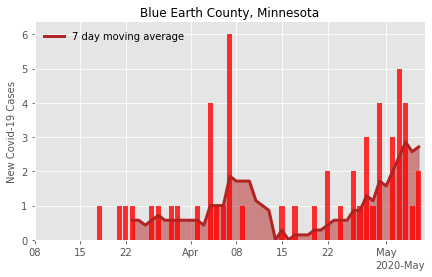 Blue Earth County, Minnesota
7 day moving average
New Covid-19 Cases
6
5
4
3
2
1
0
08 15 22 Apr 08 15 22 May
2020-May